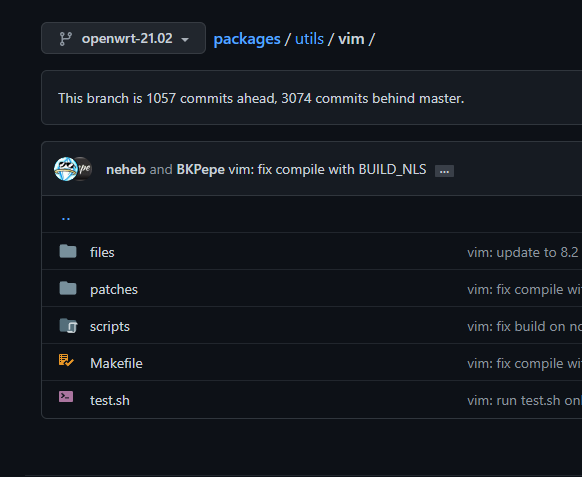 openwrt-21.02 packages / utils / vim /
This branch is 1057 commits ahead, 3074 commits behind master.
neheb and BKPepe vim: fix compile with BUILD_NLS ...
..
files vim: update to 8.2
patches vim: fix compile wi
scripts vim: fix build on no
Makefile vim: fix compile wi
test.sh vim: run test.sh onl